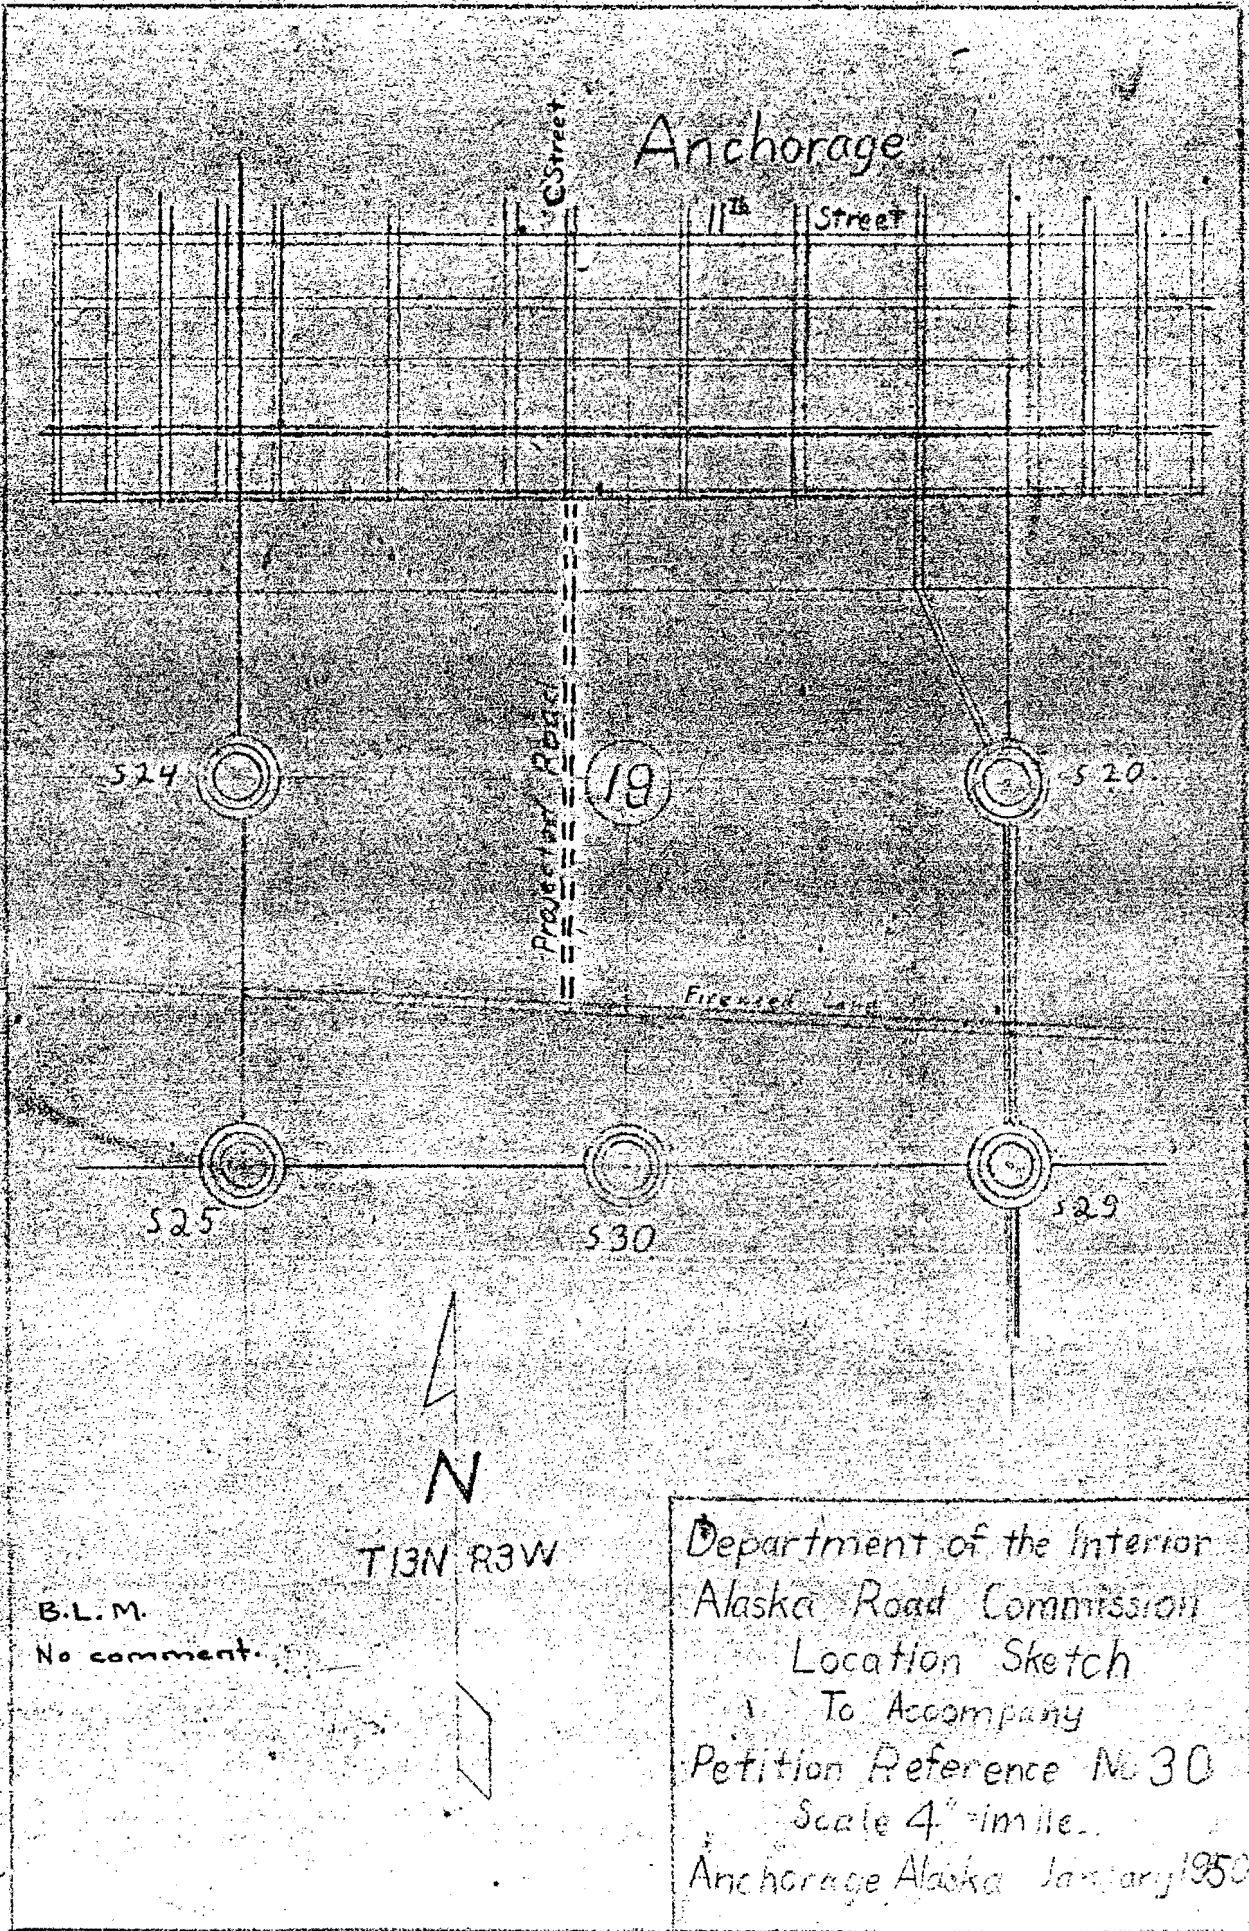 Anchorage
C Street
11th Street
Projected Road
S24
19
S20
Fireweed Lane
S25
S30
S29
N
T13N R3W
B.L.M.
No comment.
Department of the Interior
Alaska Road Commission
Location Sketch
To Accompany
Petition Reference No 30
Scale 4" = 1 mile
Anchorage Alaska January 1950